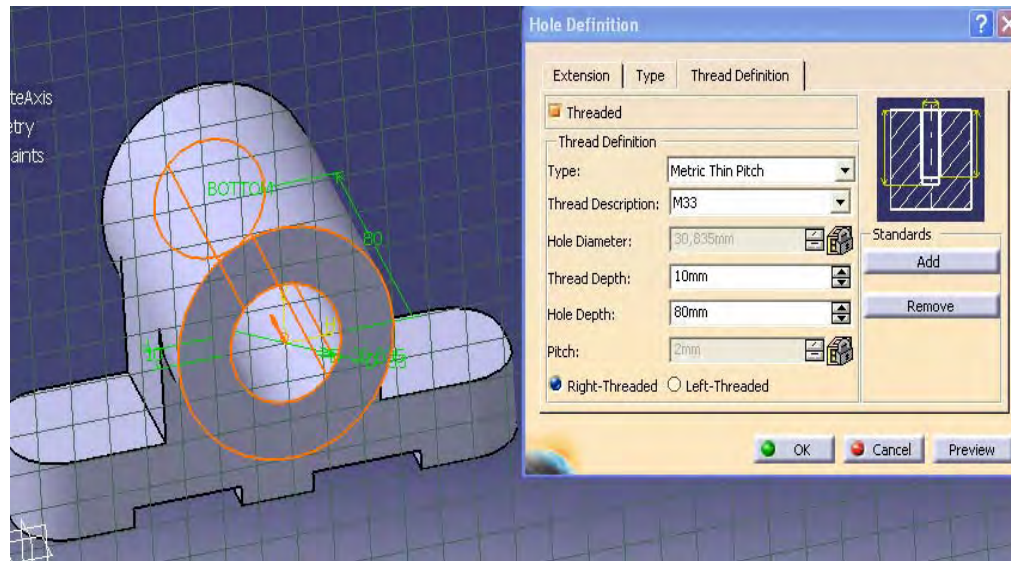 Hole Definition
Extension Type Thread Definition
Threaded
Thread Definition
Type: Metric Thin Pitch
Thread Description: M33
Hole Diameter: 30,835mm
Thread Depth: 10mm
Hole Depth: 80mm
Pitch: 2mm
Right-Threaded Left-Threaded
Standards
Add
Remove
OK Cancel Preview
teAxis
etry
aints
BOTTOM
80
10